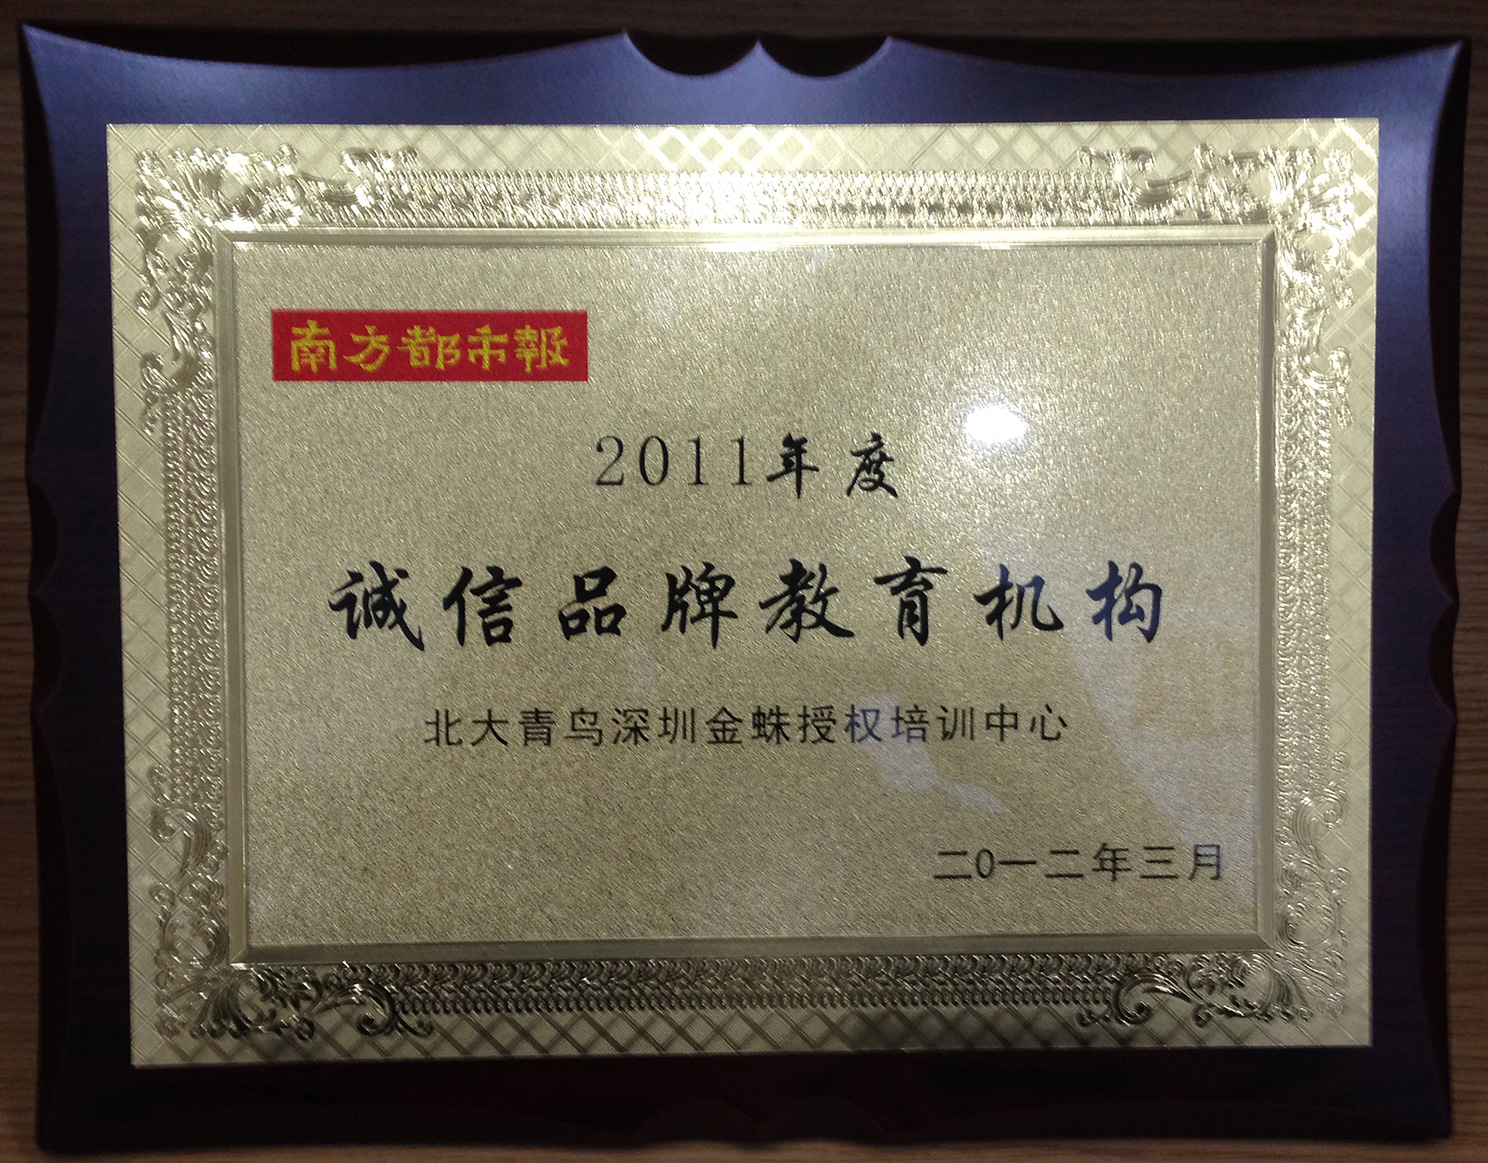 南方都市報
2011年度
诚信品牌教育机构
北大青鸟深圳金蛛授权培训中心
二0一二年三月